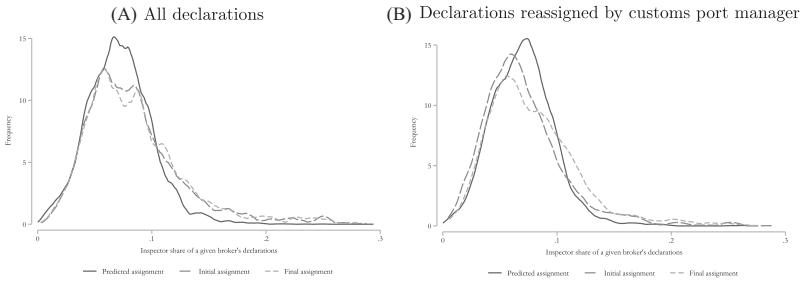 (A) All declarations
15
10
5
0
Frequency
0 .1 .2 .3
Inspector share of a given broker's declarations
Predicted assignment Initial assignment Final assignment
(B) Declarations reassigned by customs port manager
15
10
5
0
Frequency
0 .1 .2 .3
Inspector share of a given broker's declarations
Predicted assignment Initial assignment Final assignment